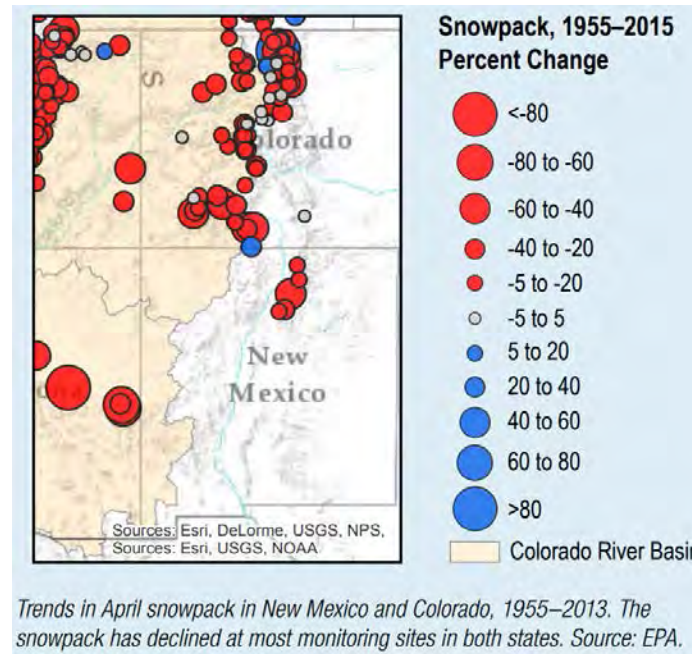 Snowpack, 1955–2015
Percent Change
<-80
-80 to -60
-60 to -40
-40 to -20
-5 to -20
-5 to 5
5 to 20
20 to 40
40 to 60
60 to 80
>80
Colorado River Basin
S
olorado
New
Mexico
Sources: Esri, DeLorme, USGS, NPS,
Sources: Esri, USGS, NOAA
Trends in April snowpack in New Mexico and Colorado, 1955–2013. The
snowpack has declined at most monitoring sites in both states. Source: EPA.